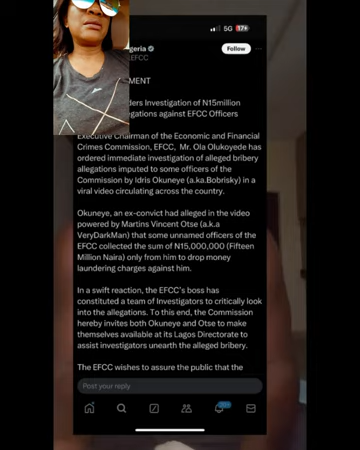 5G 17
geria
Follow
EFCC
MENT
ders Investigation of N15million
egations against EFCC Officers
Executive Chairman of the Economic and Financial
Crimes Commission, EFCC, Mr. Ola Olukoyede has
ordered immediate investigation of alleged bribery
allegations imputed to some officers of the
Commission by Idris Okuneye (a.k.a.Bobrisky) in a
viral video circulating across the country.
Okuneye, an ex-convict had alleged in the video
powered by Martins Vincent Otse (a.k.a
VeryDarkMan) that some unnamed officers of the
EFCC collected the sum of N15,000,000 (Fifteen
Million Naira) only from him to drop money
laundering charges against him.
In a swift reaction, the EFCC's boss has
constituted a team of Investigators to critically look
into the allegations. To this end, the Commission
hereby invites both Okuneye and Otse to make
themselves available at its Lagos Directorate to
assist investigators unearth the alleged bribery.
The EFCC wishes to assure the public that the
Post your reply
20+